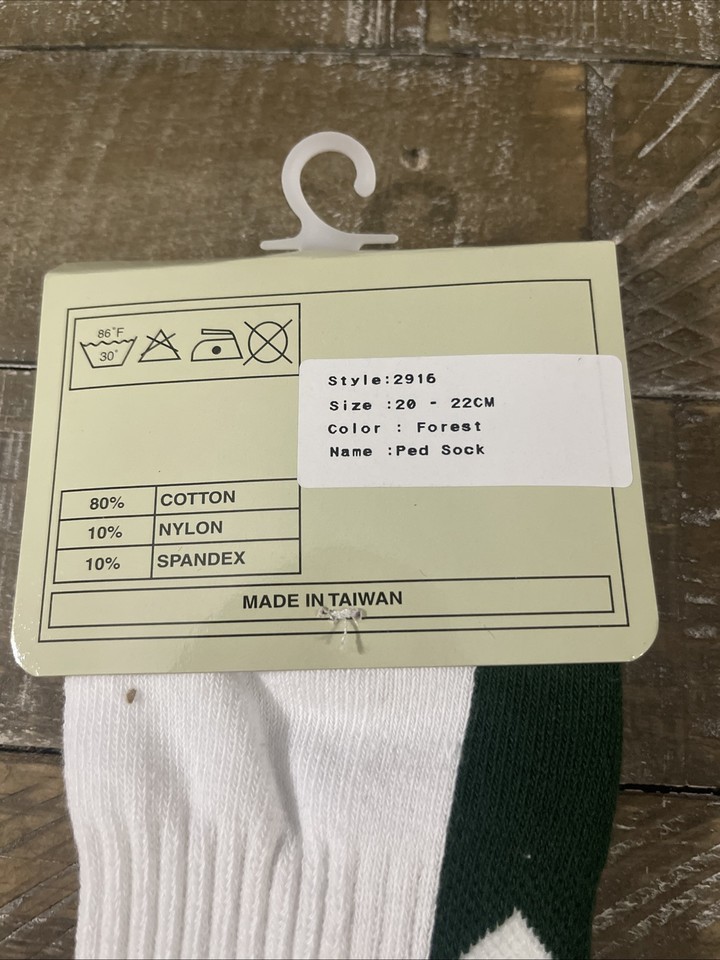 86°F
30°
Style:2916
Size :20 - 22CM
Color : Forest
Name :Ped Sock
80% COTTON
10% NYLON
10% SPANDEX
MADE IN TAIWAN